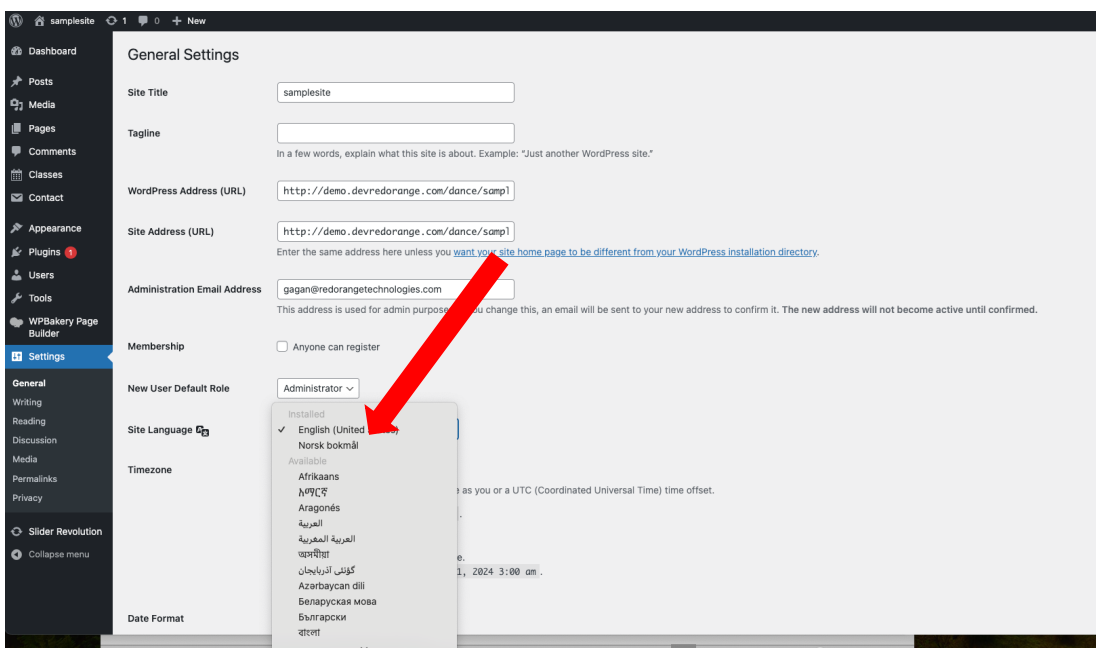 samplesite 1 0 + New
Dashboard
Posts
Media
Pages
Comments
Classes
Contact
Appearance
Plugins 1
Users
Tools
WPBakery Page
Builder
Settings
General
Writing
Reading
Discussion
Media
Permalinks
Privacy
Slider Revolution
Collapse menu
General Settings
Site Title
samplesite
Tagline
In a few words, explain what this site is about. Example: “Just another WordPress site.”
WordPress Address (URL)
http://demo.devredorange.com/dance/sampl
Site Address (URL)
http://demo.devredorange.com/dance/sampl
Enter the same address here unless you want your site home page to be different from your WordPress installation directory.
Administration Email Address
gagan@redorangetechnologies.com
This address is used for admin purpose you change this, an email will be sent to your new address to confirm it. The new address will not become active until confirmed.
Membership
Anyone can register
New User Default Role
Administrator
Site Language
Installed
✓ English (United
Norsk bokmål
Available
Afrikaans
አማርኛ
Aragonés
العربية
العربية المغربية
অসমীয়া
گؤنئی آذربایجان
Azərbaycan dili
Беларуская мова
Български
বাংলা
Timezone
as you or a UTC (Coordinated Universal Time) time offset.
, 2024 3:00 am .
Date Format